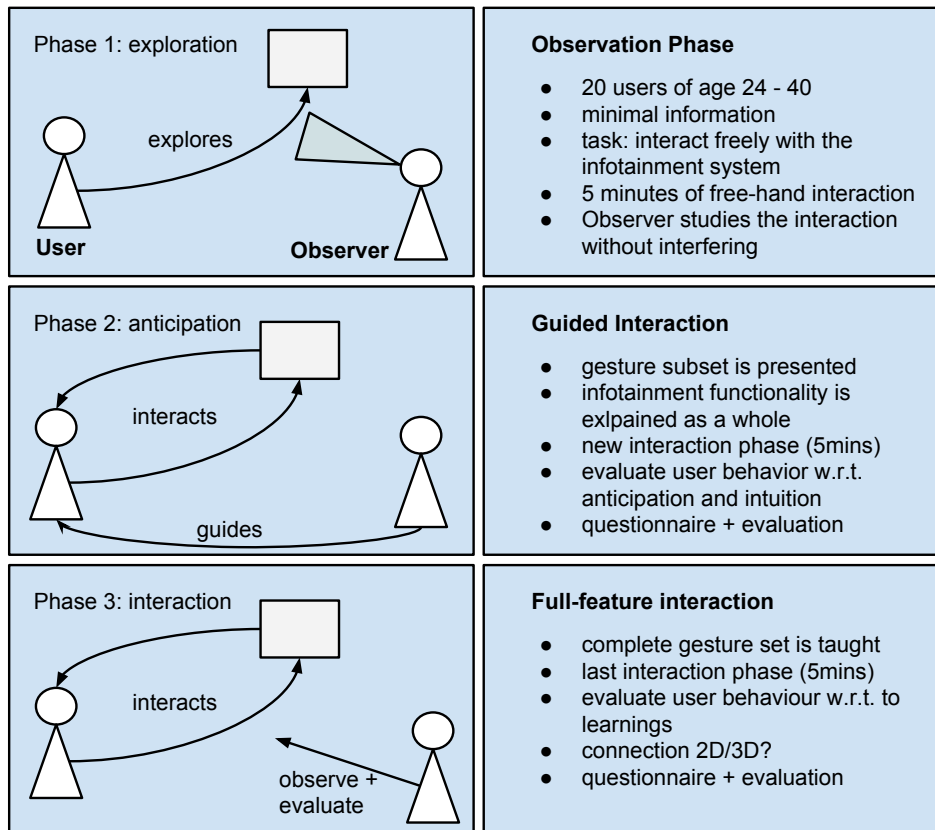 Phase 1: exploration
explores
User
Observer
Observation Phase
● 20 users of age 24 - 40
● minimal information
● task: interact freely with the
infotainment system
● 5 minutes of free-hand interaction
● Observer studies the interaction
without interfering
Phase 2: anticipation
interacts
guides
Guided Interaction
● gesture subset is presented
● infotainment functionality is
exlpained as a whole
● new interaction phase (5mins)
● evaluate user behavior w.r.t.
anticipation and intuition
● questionnaire + evaluation
Phase 3: interaction
interacts
observe +
evaluate
Full-feature interaction
● complete gesture set is taught
● last interaction phase (5mins)
● evaluate user behaviour w.r.t. to
learnings
● connection 2D/3D?
● questionnaire + evaluation